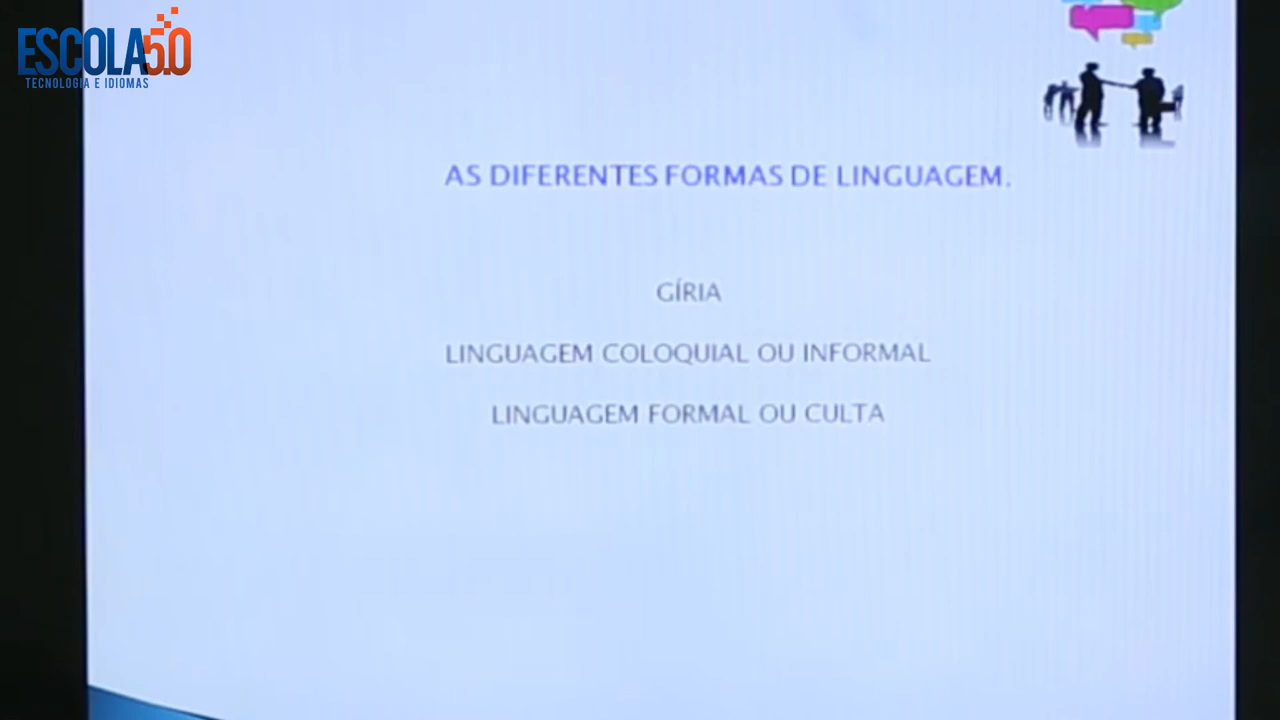 ESCOLA5.0
TECNOLOGIA E IDIOMAS
AS DIFERENTES FORMAS DE LINGUAGEM.
GÍRIA
LINGUAGEM COLOQUIAL OU INFORMAL
LINGUAGEM FORMAL OU CULTA